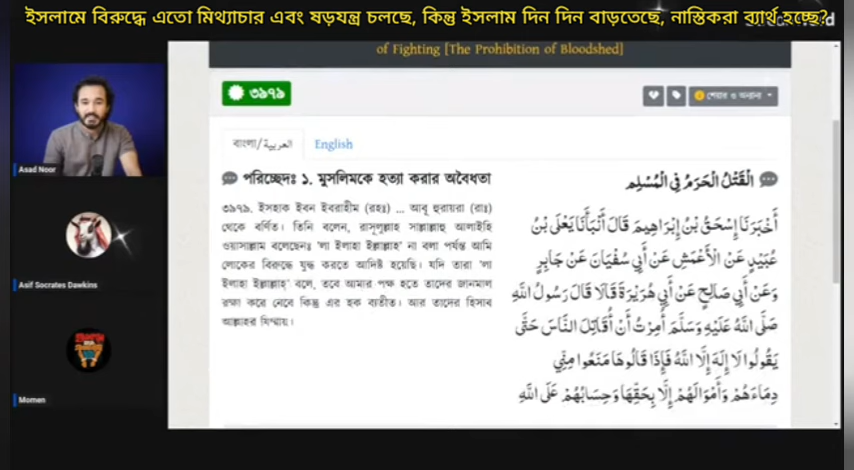 ইসলামে বিরুদ্ধে এতো মিথ্যাচার এবং ষড়যন্ত্র চলছে, কিন্তু ইসলাম দিন দিন বাড়তেছে, নাস্তিকরা ব্যার্থ হচ্ছে?
of Fighting [The Prohibition of Bloodshed]
৩৯৭৯
শেয়ার ও অন্যান্য
বাংলা/العربية
English
পরিচ্ছেদঃ ১. মুসলিমকে হত্যা করার অবৈধতা
৩৯৭৯. ইসহাক ইবন ইবরাহীম (রহঃ) ... আবূ হুরায়রা (রাঃ)
থেকে বর্ণিত। তিনি বলেন, রাসূলুল্লাহ সাল্লাল্লাহু আলাইহি
ওয়াসাল্লাম বলেছেনঃ 'লা ইলাহা ইল্লাল্লাহ' না বলা পর্যন্ত আমি
লোকের বিরুদ্ধে যুদ্ধ করতে আদিষ্ট হয়েছি। যদি তারা 'লা
ইলাহা ইল্লাল্লাহ' বলে, তবে আমার পক্ষ হতে তাদের জানমাল
রক্ষা করে নেবে কিন্তু এর হক ব্যতীত। আর তাদের হিসাব
আল্লাহর যিম্মায়।
الْقَتْلُ الْحَرَمُ فِي الْمُسْلِمِ
أَخْبَرَنَا إِسْحَقُ بْنُ إِبْرَاهِيمَ قَالَ أَنْبَأَنَا يَعْلَى بْنُ
عُبَيْدٍ عَنْ الْأَعْمَشِ عَنْ أَبِي سُفْيَانَ عَنْ جَابِرٍ
وَعَنْ أَبِي صَالِحٍ عَنْ أَبِي هُرَيْرَةَ قَالَا قَالَ رَسُولُ اللَّهِ
صَلَّى اللَّهُ عَلَيْهِ وَسَلَّمَ أُمِرْتُ أَنْ أُقَاتِلَ النَّاسَ حَتَّى
يَقُولُوا لَا إِلَهَ إِلَّا اللَّهُ فَإِذَا قَالُوهَا مَنَعُوا مِنِّي
دِمَاءَهُمْ وَأَمْوَالَهُمْ إِلَّا بِحَقِّهَا وَحِسَابُهُمْ عَلَى اللَّهِ
Asad Noor
Asif Socrates Dawkins
Momen